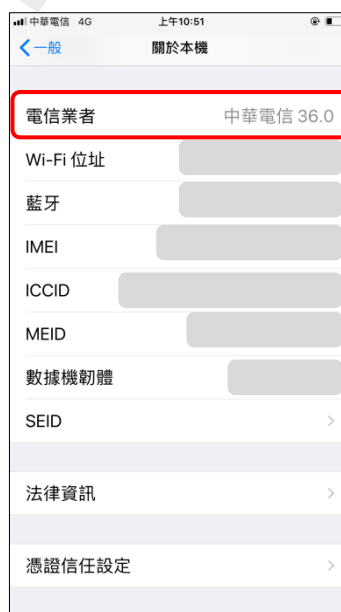 中華電信 4G 上午10:51
一般 關於本機
電信業者 中華電信 36.0
Wi-Fi 位址
藍牙
IMEI
ICCID
MEID
數據機韌體
SEID
法律資訊
憑證信任設定